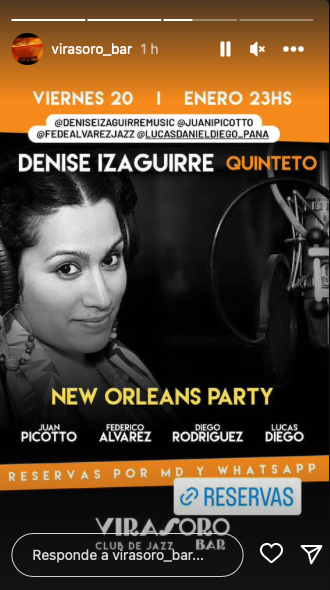 virasoro_bar 1 h
VIERNES 20 | ENERO 23HS
@DENISEIZAGUIRREMUSIC @JUANIPICOTTO
@FEDEALVAREZJAZZ @LUCASDANIELDIEGO_PANA
DENISE IZAGUIRRE QUINTETO
NEW ORLEANS PARTY
JUAN PICOTTO
FEDERICO ALVAREZ
DIEGO RODRIGUEZ
LUCAS DIEGO
RESERVAS POR MD Y WHATSAPP
RESERVAS
VIRASORO
CLUB DE JAZZ BAR
Responde a virasoro_bar...